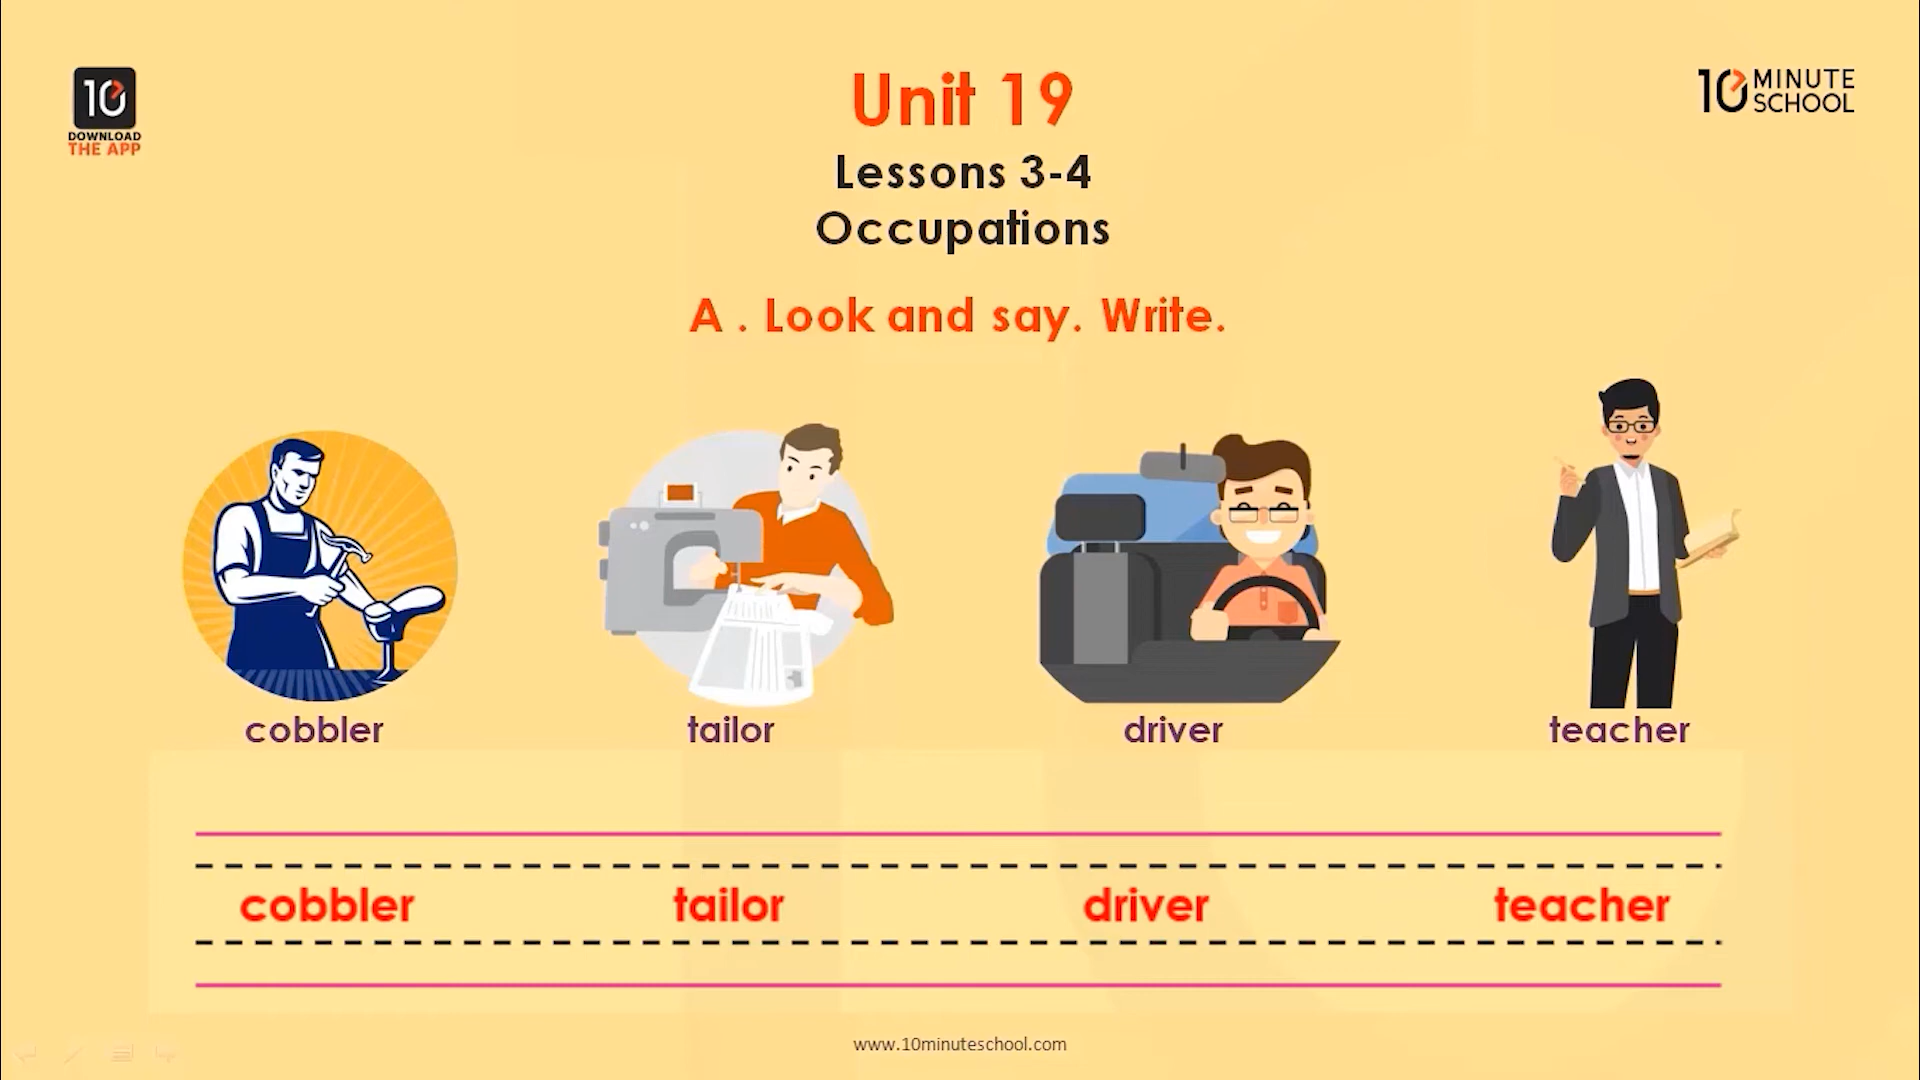 10
DOWNLOAD
THE APP
10 MINUTE
SCHOOL
Unit 19
Lessons 3-4
Occupations
A . Look and say. Write.
cobbler tailor driver teacher
cobbler tailor driver teacher
www.10minuteschool.com